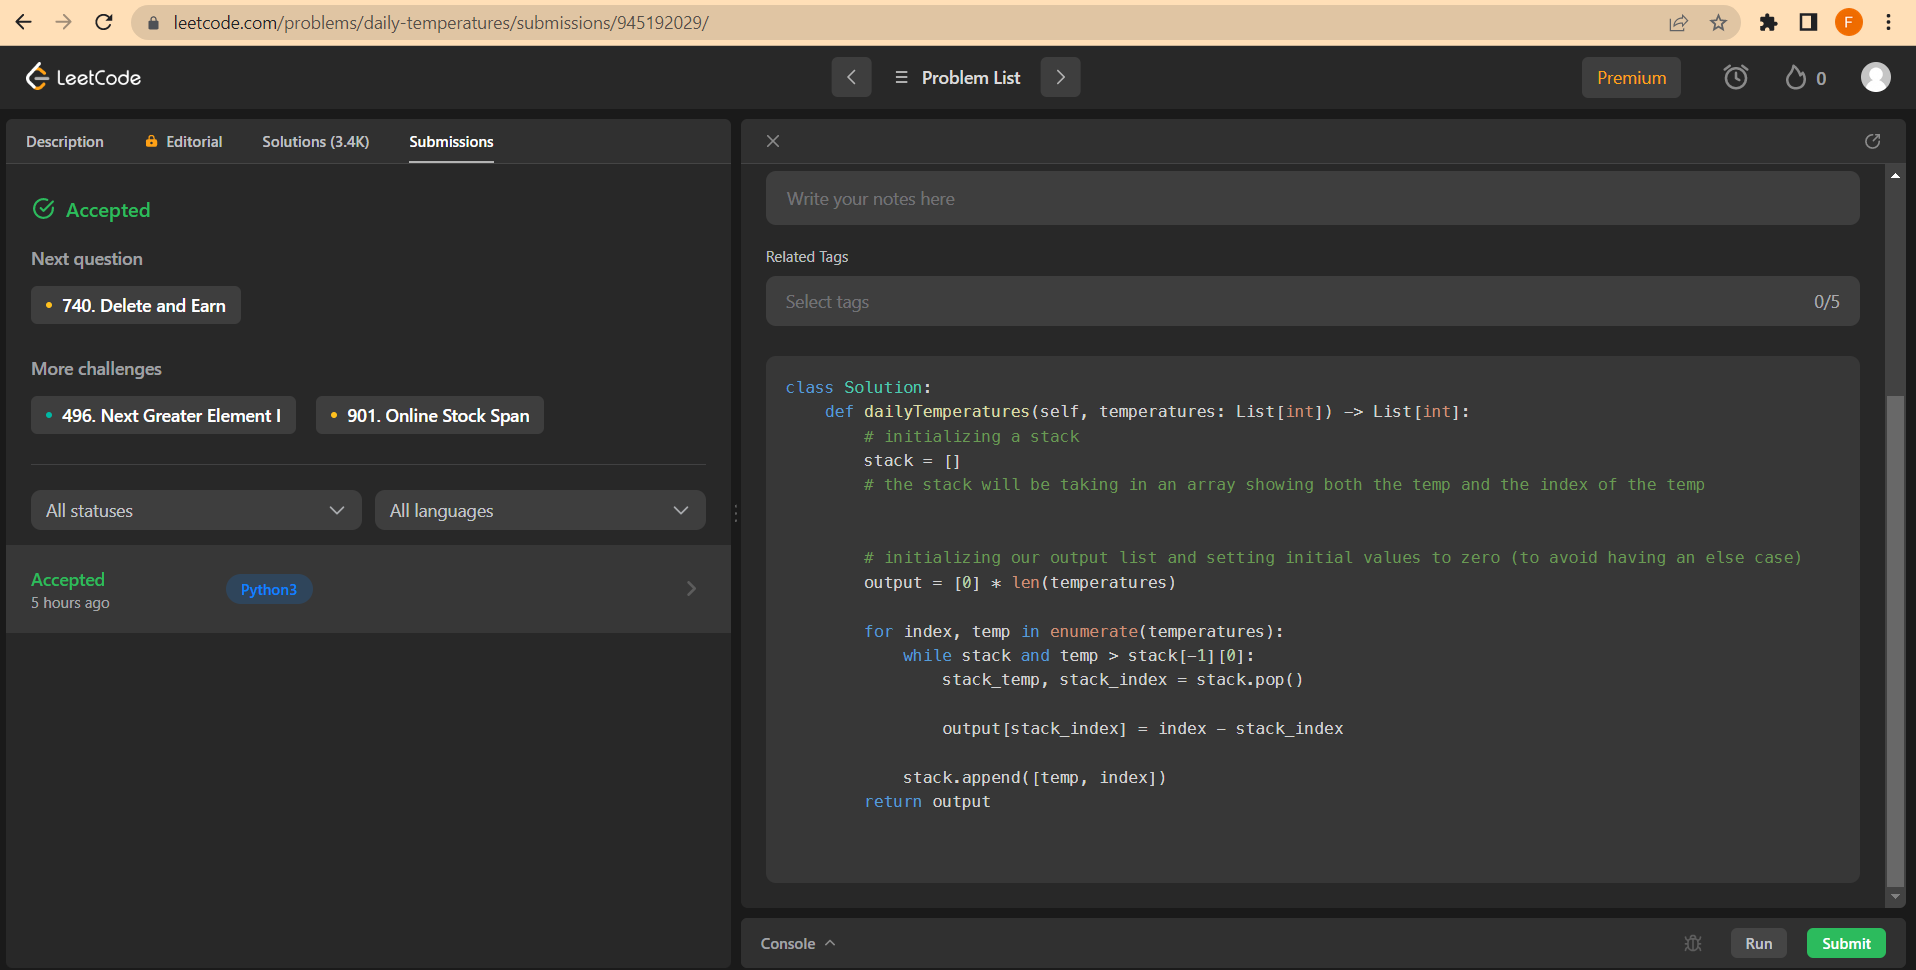 leetcode.com/problems/daily-temperatures/submissions/945192029/
F
LeetCode
Problem List
Premium
0
Description
Editorial
Solutions (3.4K)
Submissions
Accepted
Next question
740. Delete and Earn
More challenges
496. Next Greater Element I
901. Online Stock Span
All statuses
All languages
Accepted
5 hours ago
Python3
Write your notes here
Related Tags
Select tags
0/5
class Solution:
    def dailyTemperatures(self, temperatures: List[int]) -> List[int]:
        # initializing a stack
        stack = []
        # the stack will be taking in an array showing both the temp and the index of the temp
        # initializing our output list and setting initial values to zero (to avoid having an else case)
        output = [0] * len(temperatures)
        for index, temp in enumerate(temperatures):
            while stack and temp > stack[-1][0]:
                stack_temp, stack_index = stack.pop()
                output[stack_index] = index - stack_index
            stack.append([temp, index])
        return output
Console
Run
Submit